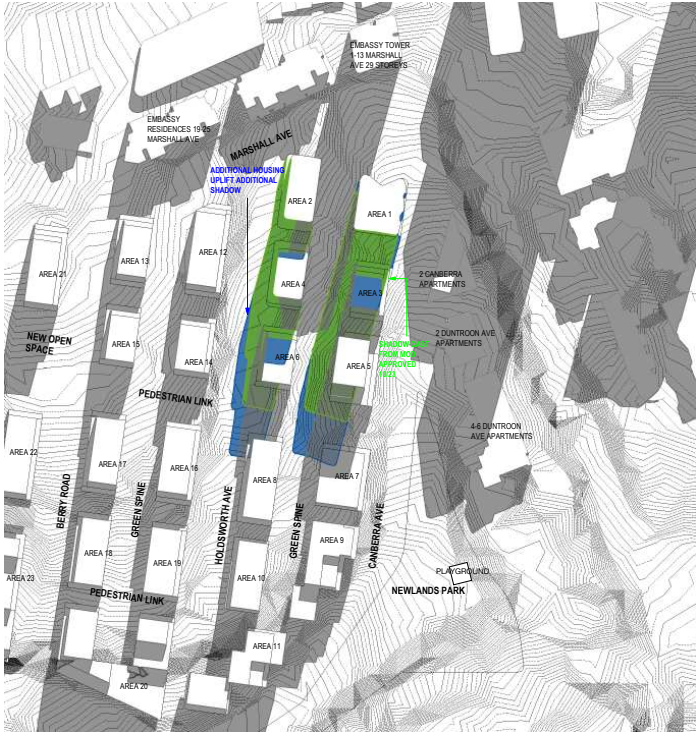 EMBASSY TOWER
1-13 MARSHALL
AVE 29 STOREYS
EMBASSY
RESIDENCES 19-25
MARSHALL AVE
MARSHALL AVE
ADDITIONAL HOUSING
UPLIFT ADDITIONAL
SHADOW
AREA 2
AREA 1
AREA 12
AREA 13
AREA 21
AREA 4
AREA 3
2 CANBERRA
APARTMENTS
NEW OPEN
SPACE
AREA 15
AREA 14
AREA 6
AREA 5
SHADOW CAST
FROM MOD
APPROVED
2 DUNTROON AVE
APARTMENTS
PEDESTRIAN LINK
4-6 DUNTROON
AVE APARTMENTS
AREA 22
AREA 17
AREA 16
AREA 8
AREA 7
BERRY ROAD
GREEN SPINE
HOLDSWORTH AVE
GREEN SPINE
CANBERRA AVE
AREA 23
AREA 18
AREA 19
AREA 10
AREA 9
PLAYGROUND
NEWLANDS PARK
PEDESTRIAN LINK
AREA 11
AREA 20